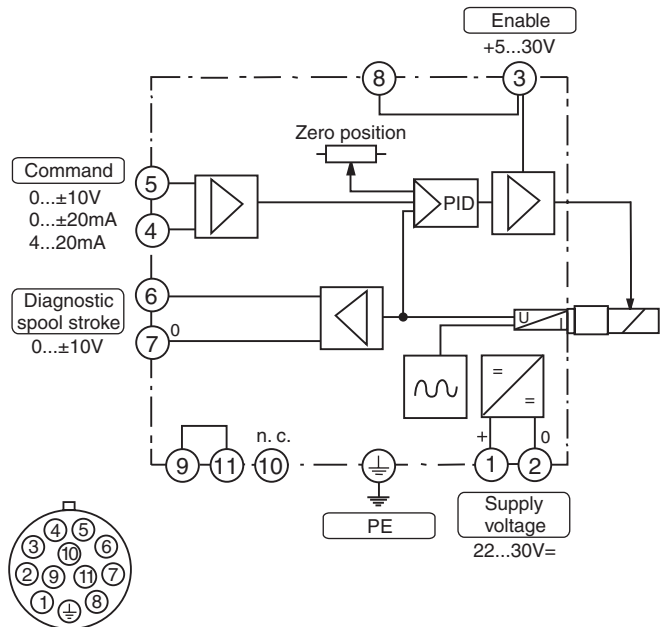 Enable
+5...30V
8
3
Zero position
Command
0...±10V
0...±20mA
4...20mA
5
4
PID
Diagnostic
spool stroke
0...±10V
6
7
0
U
L
=
=
n. c.
+
0
9
11
10
1
2
PE
Supply
voltage
22...30V=
4
5
3
10
6
2
9
11
7
1
8